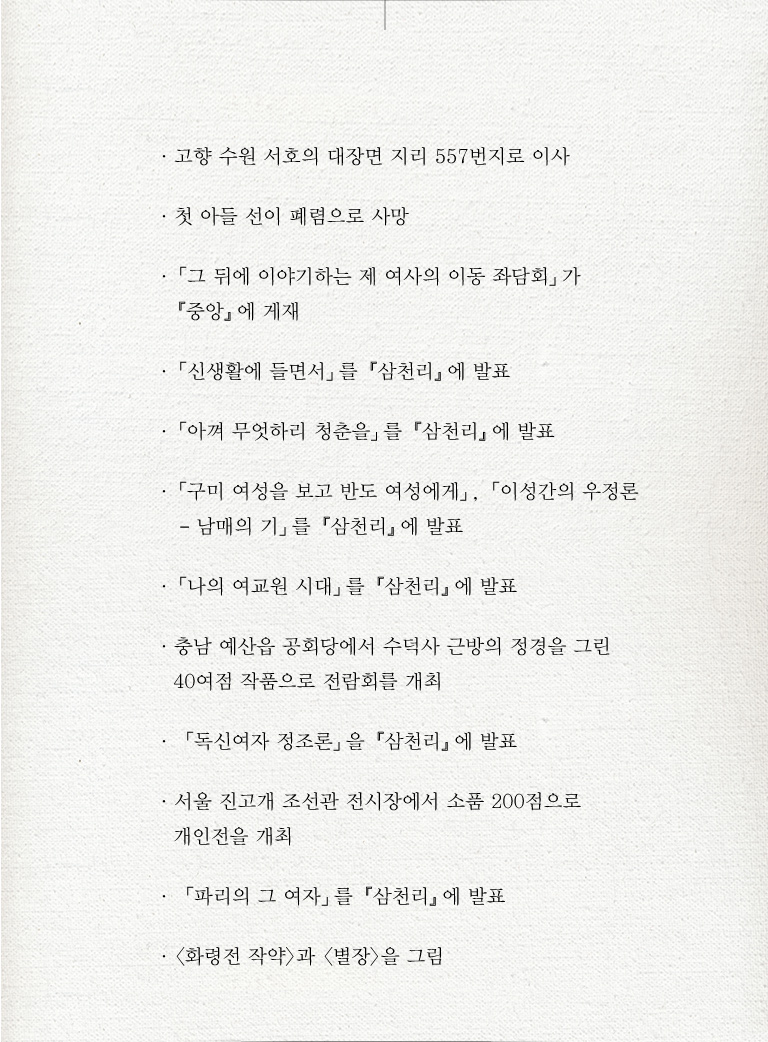 · 고향 수원 서호의 대장면 지리 557번지로 이사
· 첫 아들 선이 폐렴으로 사망
· 「그 뒤에 이야기하는 제 여사의 이동 좌담회」가
『중앙』에 게재
· 「신생활에 들면서」를 『삼천리』에 발표
· 「아껴 무엇하리 청춘을」를 『삼천리』에 발표
· 「구미 여성을 보고 반도 여성에게」, 「이성간의 우정론
– 남매의 기」를 『삼천리』에 발표
· 「나의 여교원 시대」를 『삼천리』에 발표
· 충남 예산읍 공회당에서 수덕사 근방의 정경을 그린
40여점 작품으로 전람회를 개최
· 「독신여자 정조론」을 『삼천리』에 발표
· 서울 진고개 조선관 전시장에서 소품 200점으로
개인전을 개최
· 「파리의 그 여자」를 『삼천리』에 발표
· 〈화령전 작약〉과 〈별장〉을 그림